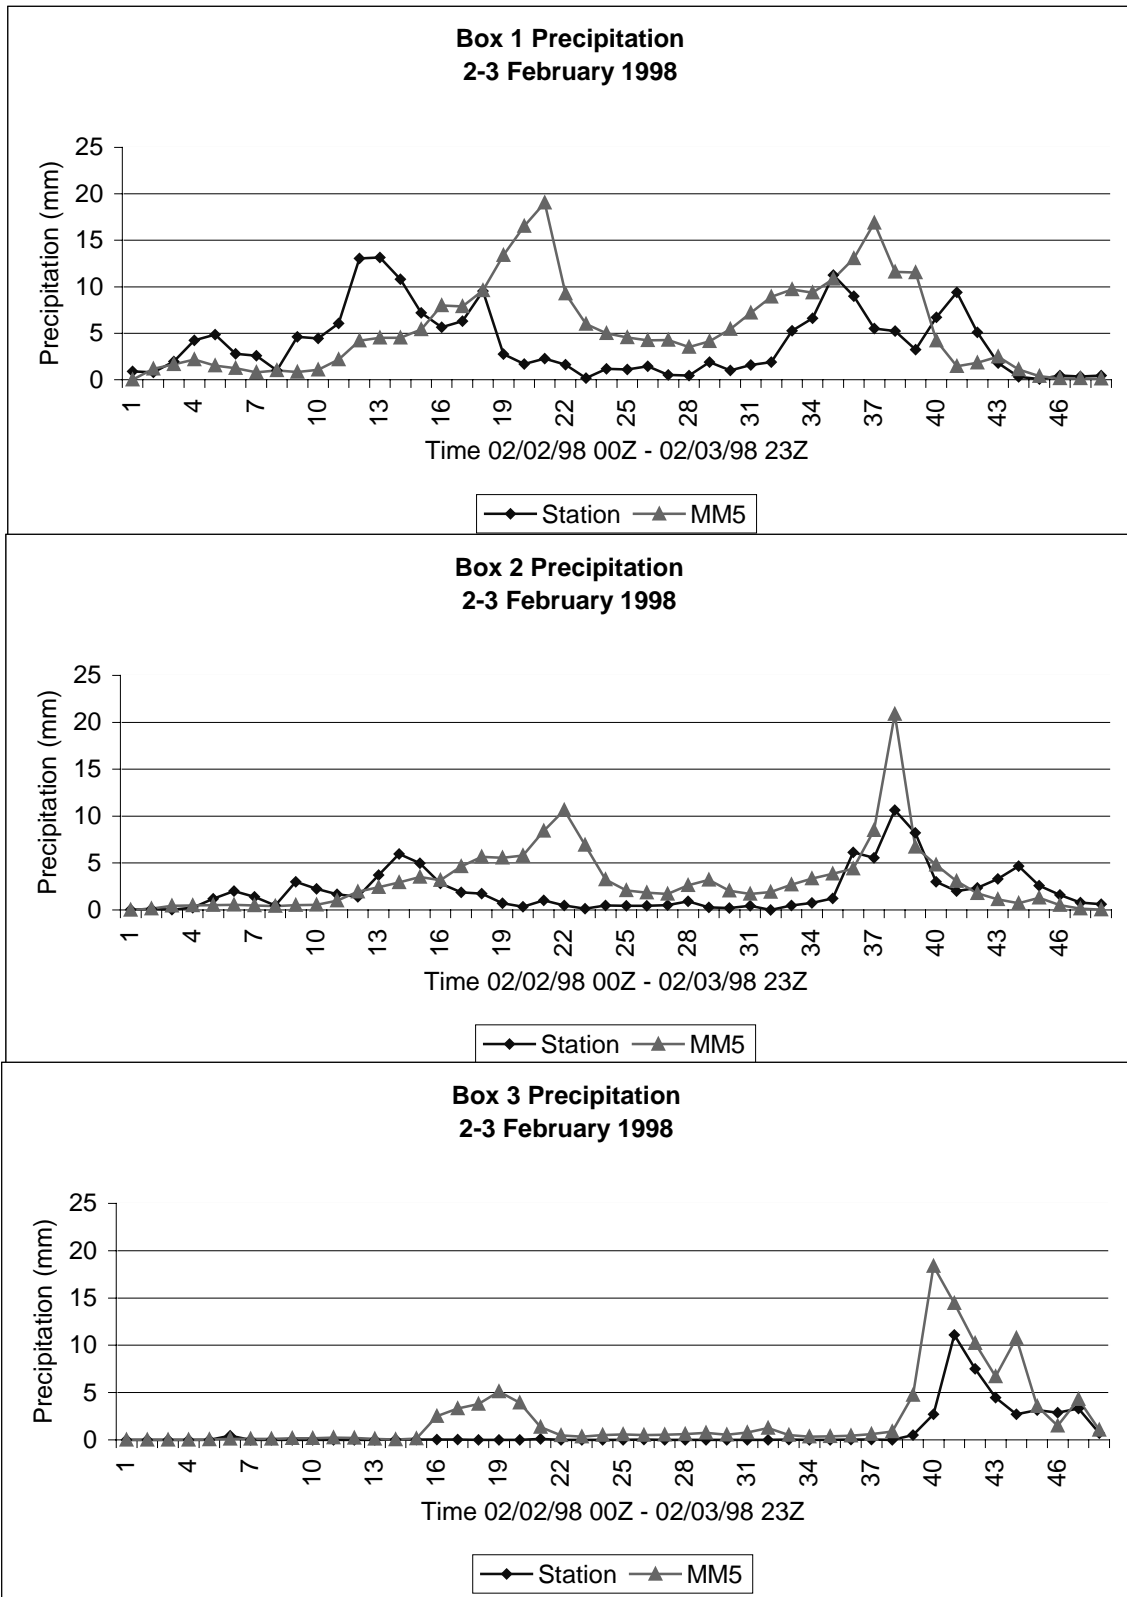 Box 1 Precipitation
2-3 February 1998
Precipitation (mm)
25
20
15
10
5
0
1 4 7 10 13 16 19 22 25 28 31 34 37 40 43 46
Time 02/02/98 00Z - 02/03/98 23Z
Station MM5
Box 2 Precipitation
2-3 February 1998
Precipitation (mm)
25
20
15
10
5
0
1 4 7 10 13 16 19 22 25 28 31 34 37 40 43 46
Time 02/02/98 00Z - 02/03/98 23Z
Station MM5
Box 3 Precipitation
2-3 February 1998
Precipitation (mm)
25
20
15
10
5
0
1 4 7 10 13 16 19 22 25 28 31 34 37 40 43 46
Time 02/02/98 00Z - 02/03/98 23Z
Station MM5